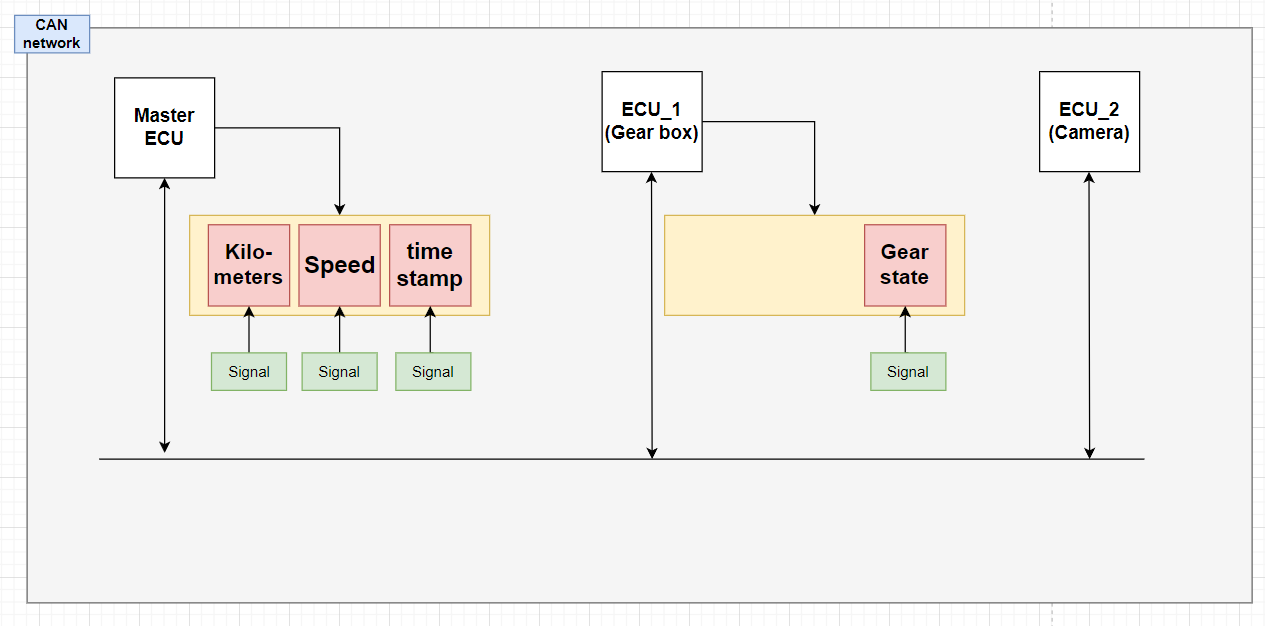 CAN
network
Master
ECU
ECU_1
(Gear box)
ECU_2
(Camera)
Kilo-
meters
Speed
time
stamp
Gear
state
Signal
Signal
Signal
Signal